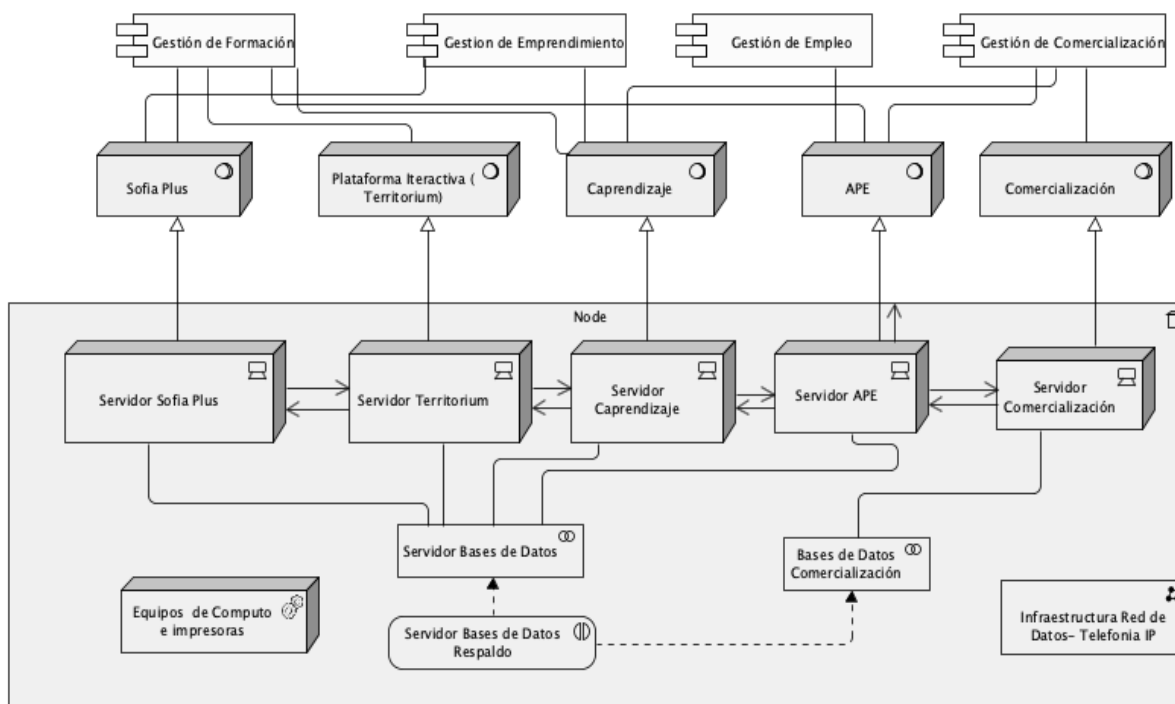 Gestión de Formación
Gestion de Emprendimiento
Gestión de Empleo
Gestión de Comercialización
Sofia Plus
Plataforma Iteractiva (
Territorium)
Caprendizaje
APE
Comercialización
Node
Servidor Sofia Plus
Servidor Territorium
Servidor
Caprendizaje
Servidor APE
Servidor
Comercialización
Servidor Bases de Datos
Bases de Datos
Comercialización
Equipos de Computo
e impresoras
Servidor Bases de Datos
Respaldo
Infraestructura Red de
Datos- Telefonia IP